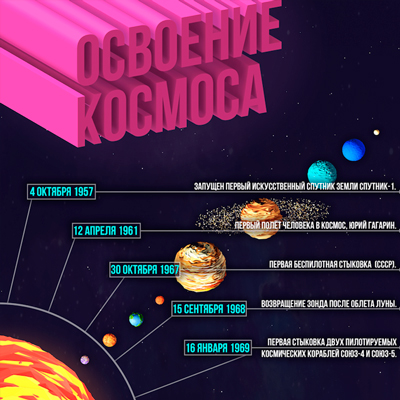 ОСВОЕНИЕ
КОСМОСА
4 ОКТЯБРЯ 1957
ЗАПУЩЕН ПЕРВЫЙ ИСКУССТВЕННЫЙ СПУТНИК ЗЕМЛИ СПУТНИК-1.
12 АПРЕЛЯ 1961
ПЕРВЫЙ ПОЛЁТ ЧЕЛОВЕКА В КОСМОС, ЮРИЙ ГАГАРИН.
30 ОКТЯБРЯ 1967
ПЕРВАЯ БЕСПИЛОТНАЯ СТЫКОВКА (СССР).
15 СЕНТЯБРЯ 1968
ВОЗВРАЩЕНИЕ ЗОНДА ПОСЛЕ ОБЛЕТА ЛУНЫ.
16 ЯНВАРЯ 1969
ПЕРВАЯ СТЫКОВКА ДВУХ ПИЛОТИРУЕМЫХ
КОСМИЧЕСКИХ КОРАБЛЕЙ СОЮЗ-4 И СОЮЗ-5.